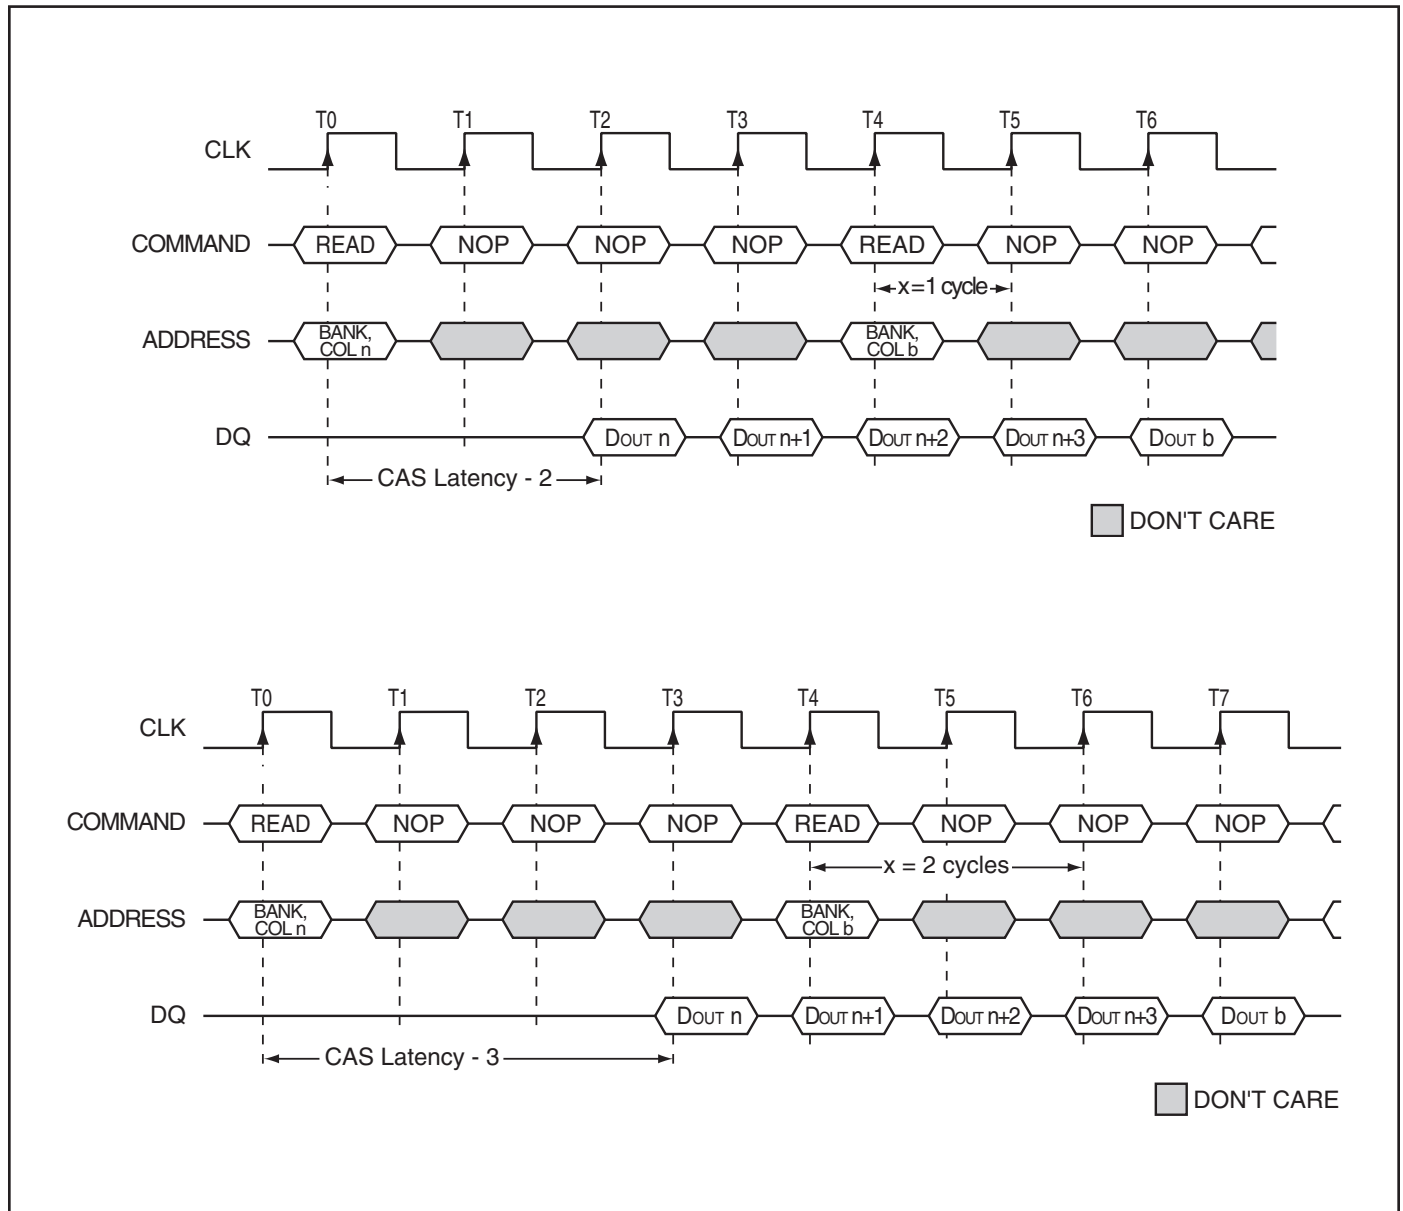 T0 T1 T2 T3 T4 T5 T6
CLK
COMMAND READ NOP NOP NOP READ NOP NOP
x=1 cycle
ADDRESS BANK, COL n BANK, COL b
DQ DOUT n DOUT n+1 DOUT n+2 DOUT n+3 DOUT b
CAS Latency - 2
DON'T CARE
T0 T1 T2 T3 T4 T5 T6 T7
CLK
COMMAND READ NOP NOP NOP READ NOP NOP NOP
x = 2 cycles
ADDRESS BANK, COL n BANK, COL b
DQ DOUT n DOUT n+1 DOUT n+2 DOUT n+3 DOUT b
CAS Latency - 3
DON'T CARE